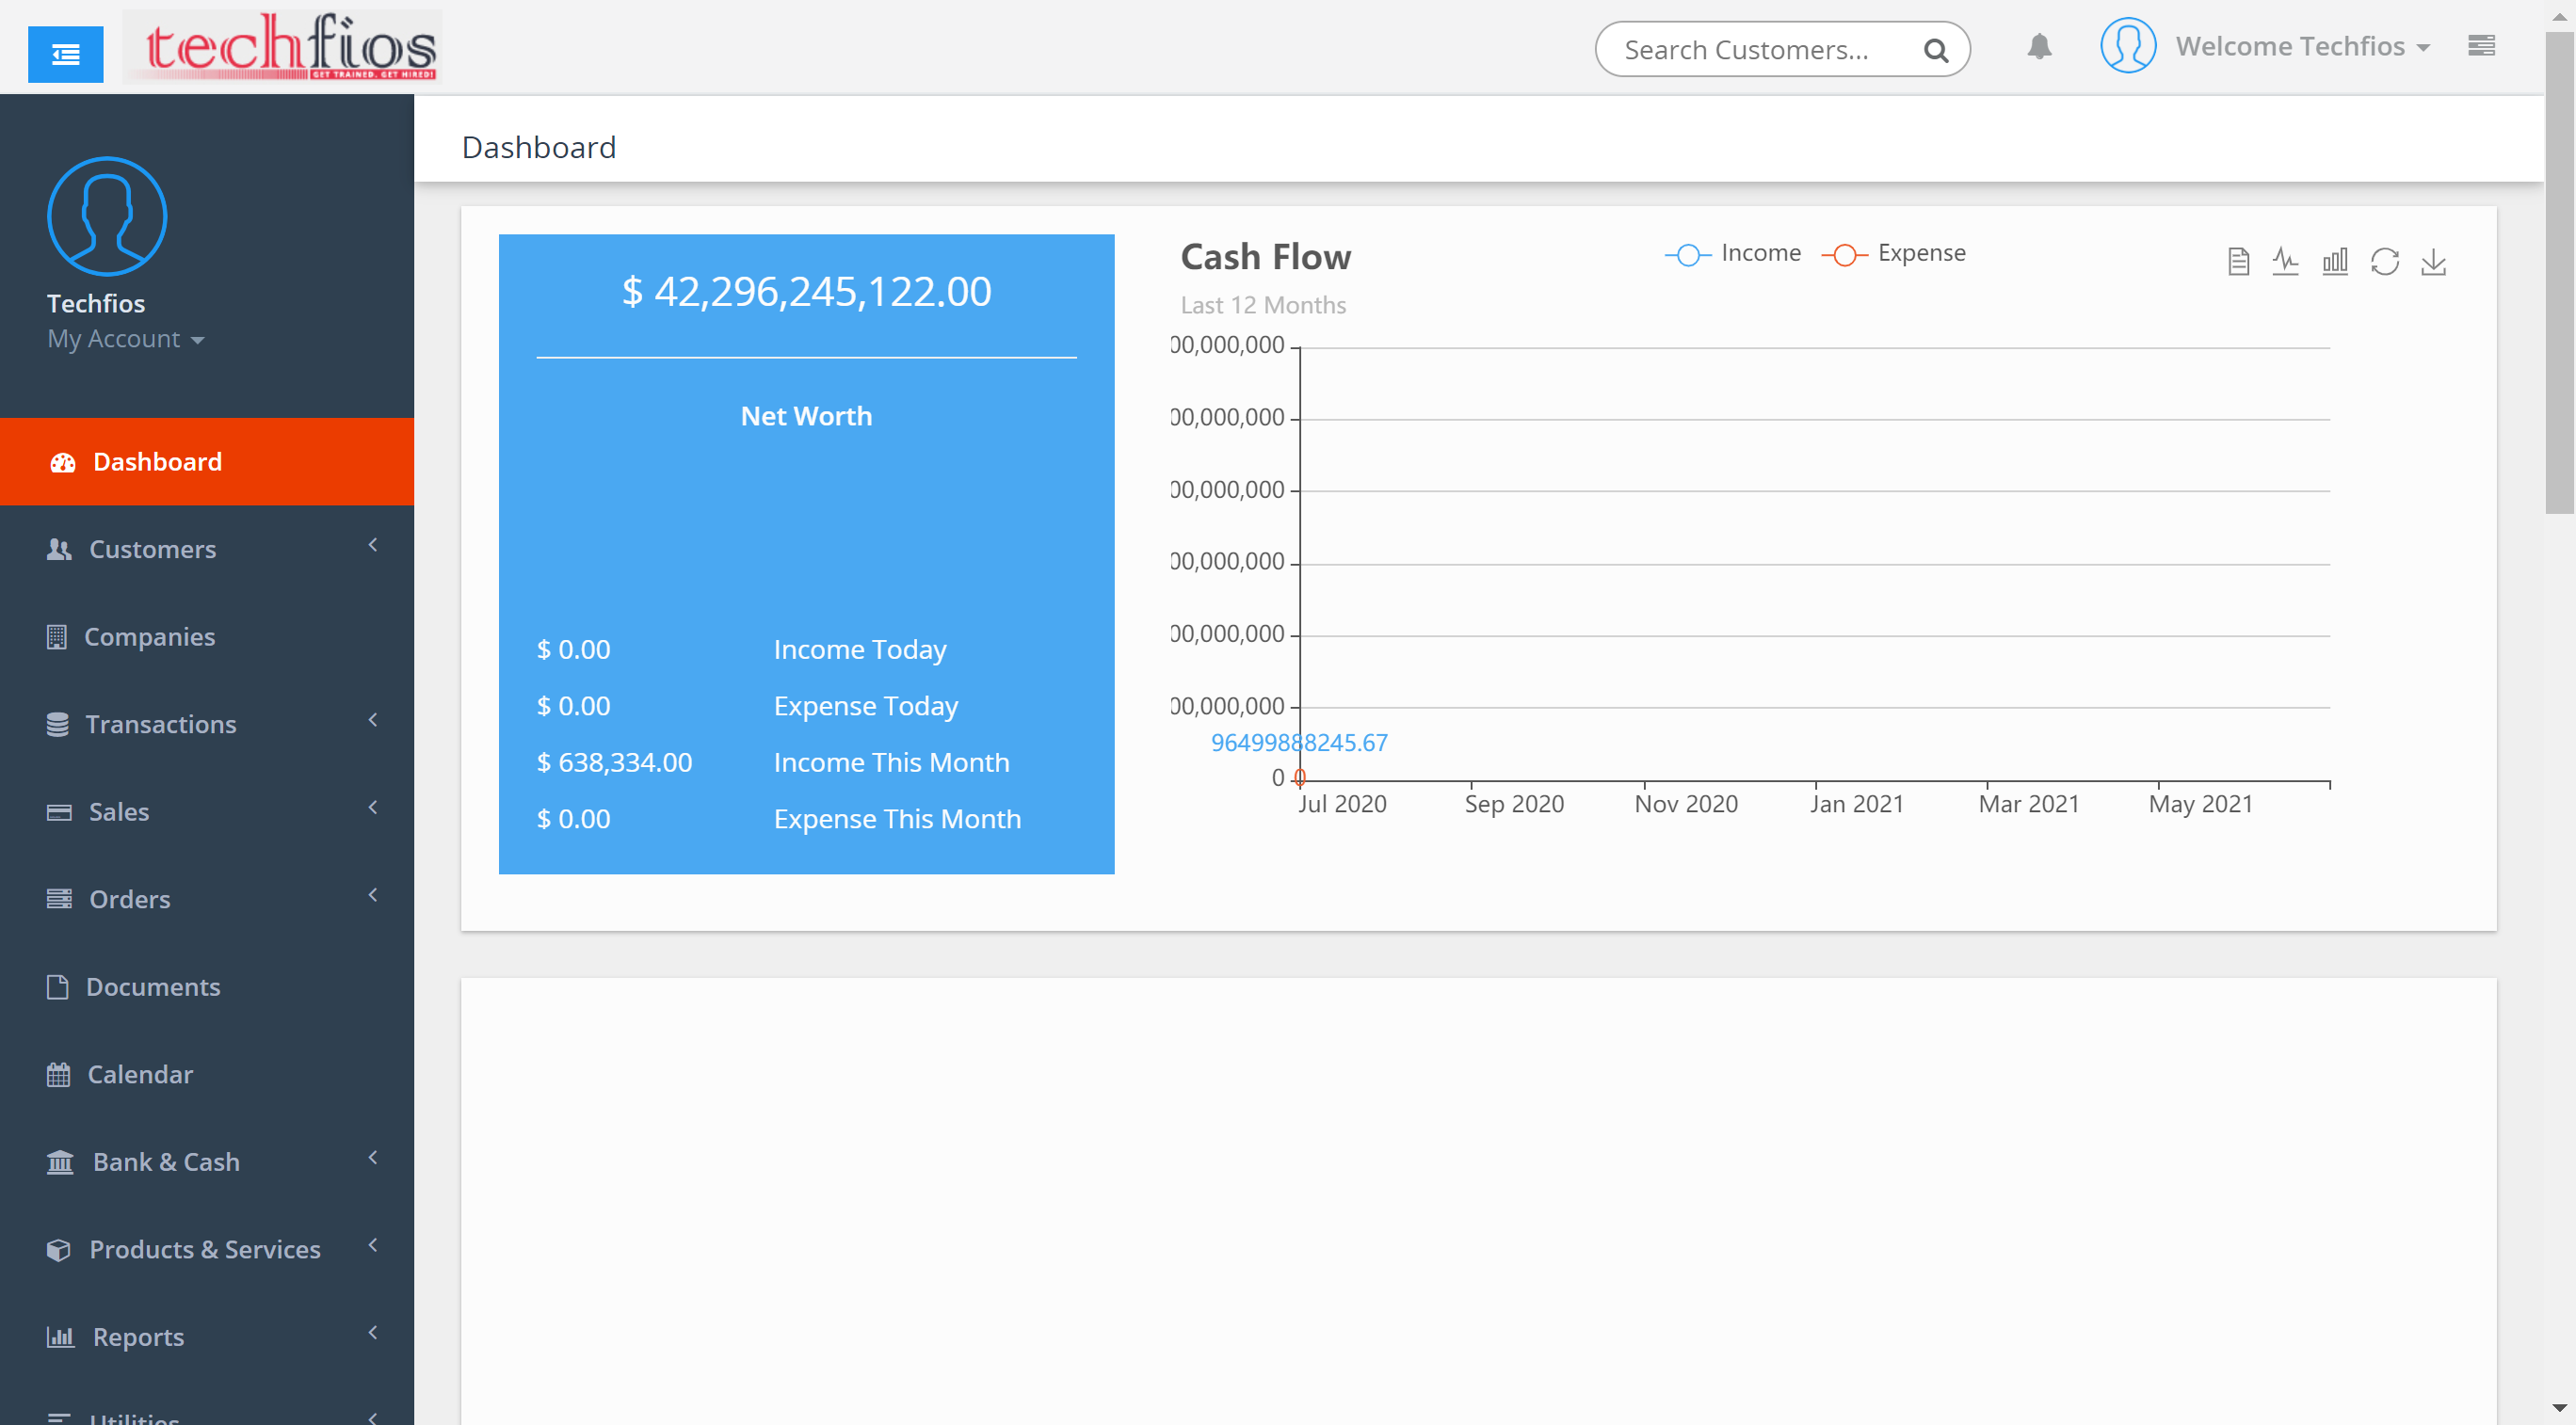 techfios
GET TRAINED. GET HIRED!
Search Customers...
Welcome Techfios
Techfios
My Account
Dashboard
Customers
Companies
Transactions
Sales
Orders
Documents
Calendar
Bank & Cash
Products & Services
Reports
Utilities
Dashboard
$ 42,296,245,122.00
Net Worth
$ 0.00 Income Today
$ 0.00 Expense Today
$ 638,334.00 Income This Month
$ 0.00 Expense This Month
Cash Flow
Last 12 Months
Income Expense
00,000,000
00,000,000
00,000,000
00,000,000
00,000,000
00,000,000
96499888245.67
0 0
Jul 2020 Sep 2020 Nov 2020 Jan 2021 Mar 2021 May 2021